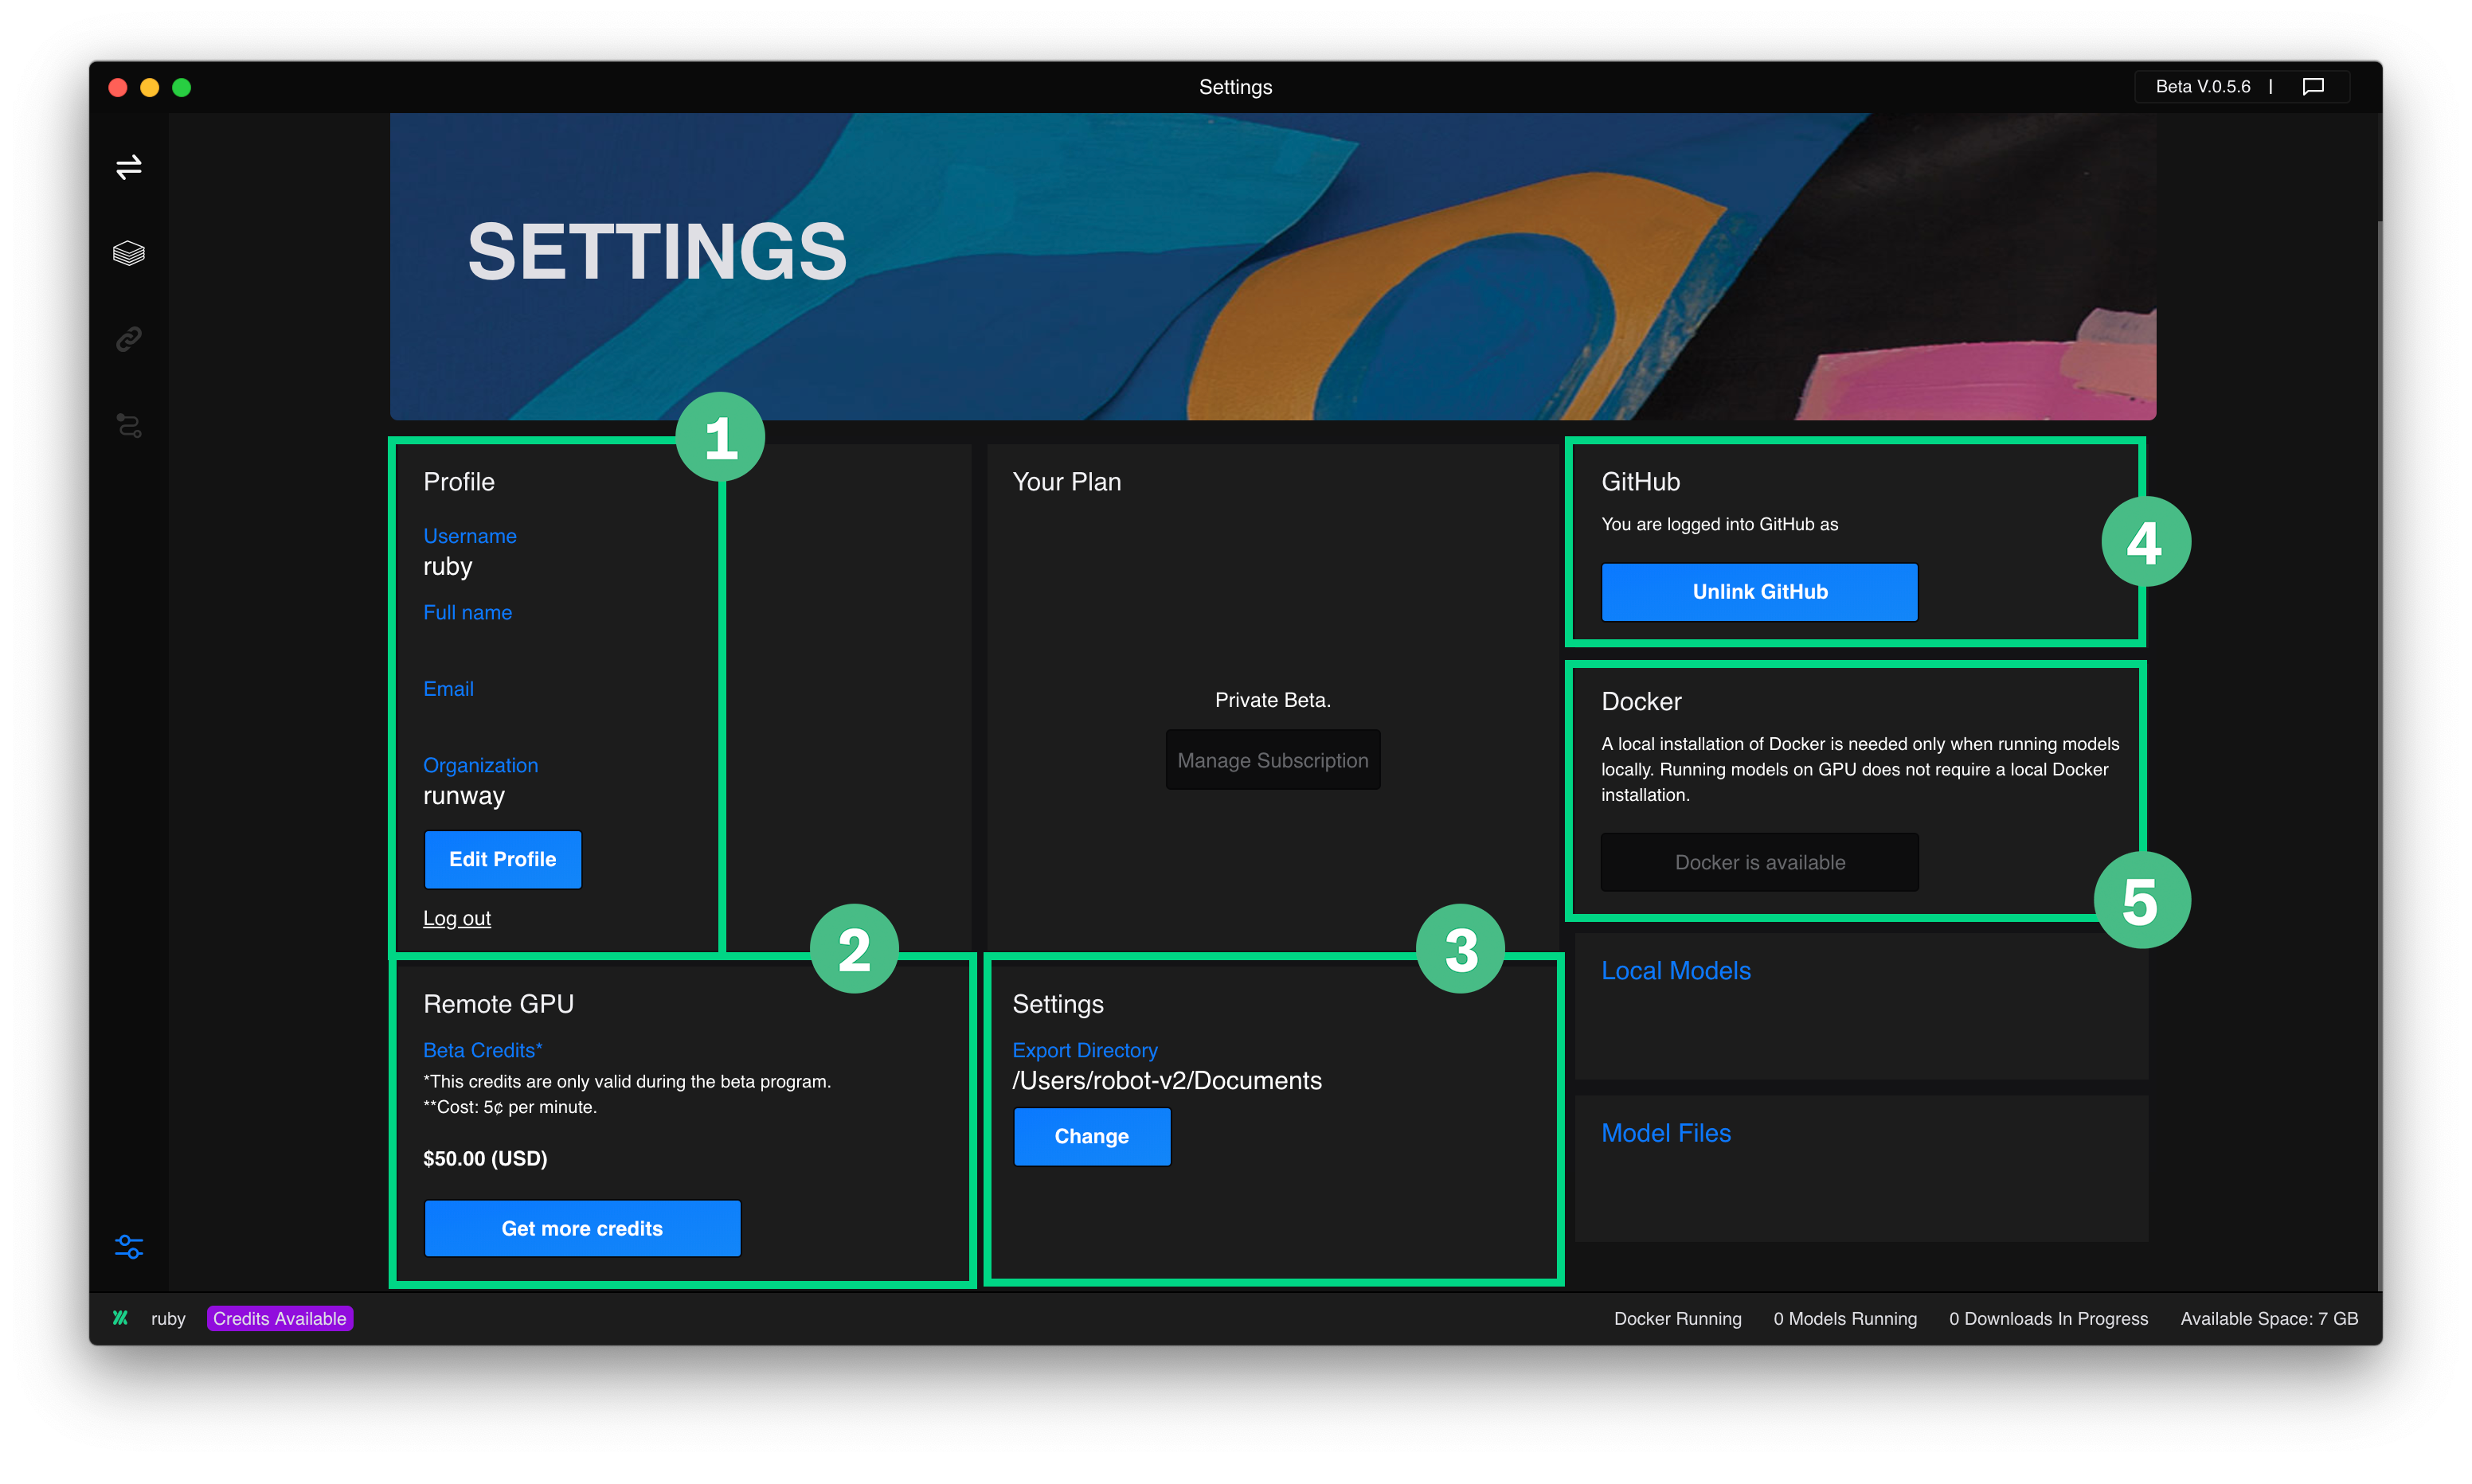 Settings
Beta V.0.5.6 |
SETTINGS
1
Profile
Username
ruby
Full name
Email
Organization
runway
Edit Profile
Log out
Your Plan
Private Beta.
Manage Subscription
4
GitHub
You are logged into GitHub as
Unlink GitHub
5
Docker
A local installation of Docker is needed only when running models
locally. Running models on GPU does not require a local Docker
installation.
Docker is available
2
Remote GPU
Beta Credits*
*This credits are only valid during the beta program.
**Cost: 5¢ per minute.
$50.00 (USD)
Get more credits
3
Settings
Export Directory
/Users/robot-v2/Documents
Change
Local Models
Model Files
ruby
Credits Available
Docker Running
0 Models Running
0 Downloads In Progress
Available Space: 7 GB